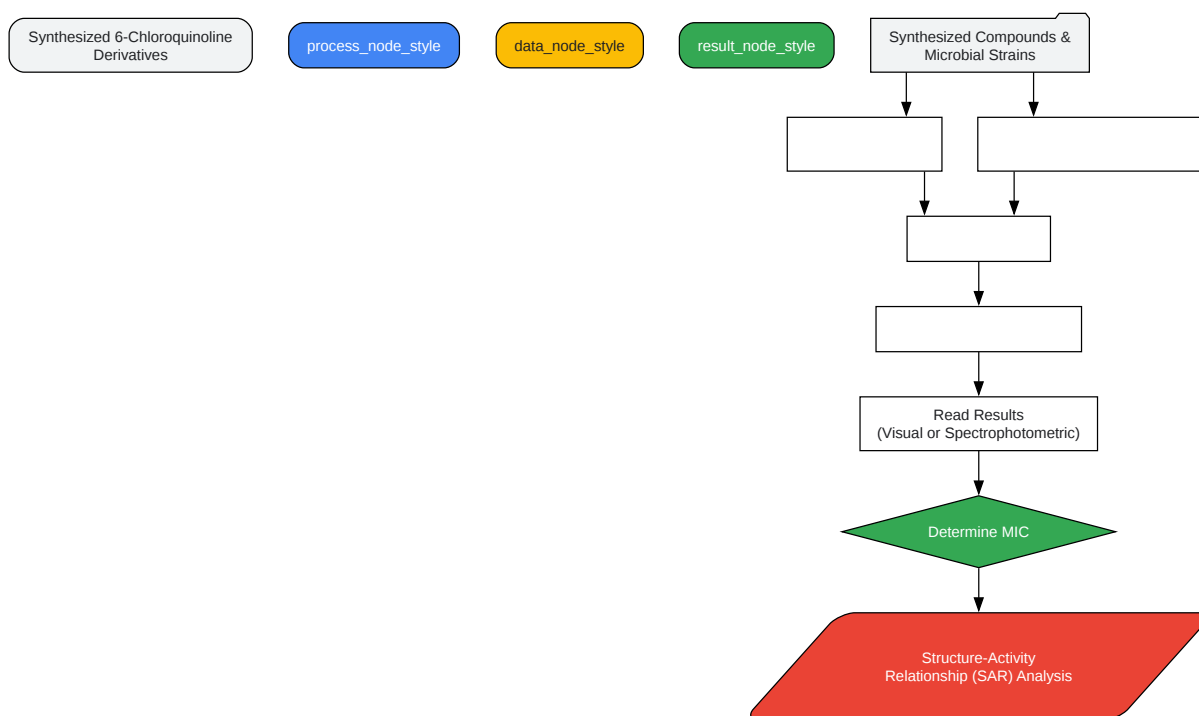 Synthesized 6-Chloroquinoline
Derivatives
process_node_style
data_node_style
result_node_style
Synthesized Compounds &
Microbial Strains
Read Results
(Visual or Spectrophotometric)
Determine MIC
Structure-Activity
Relationship (SAR) Analysis